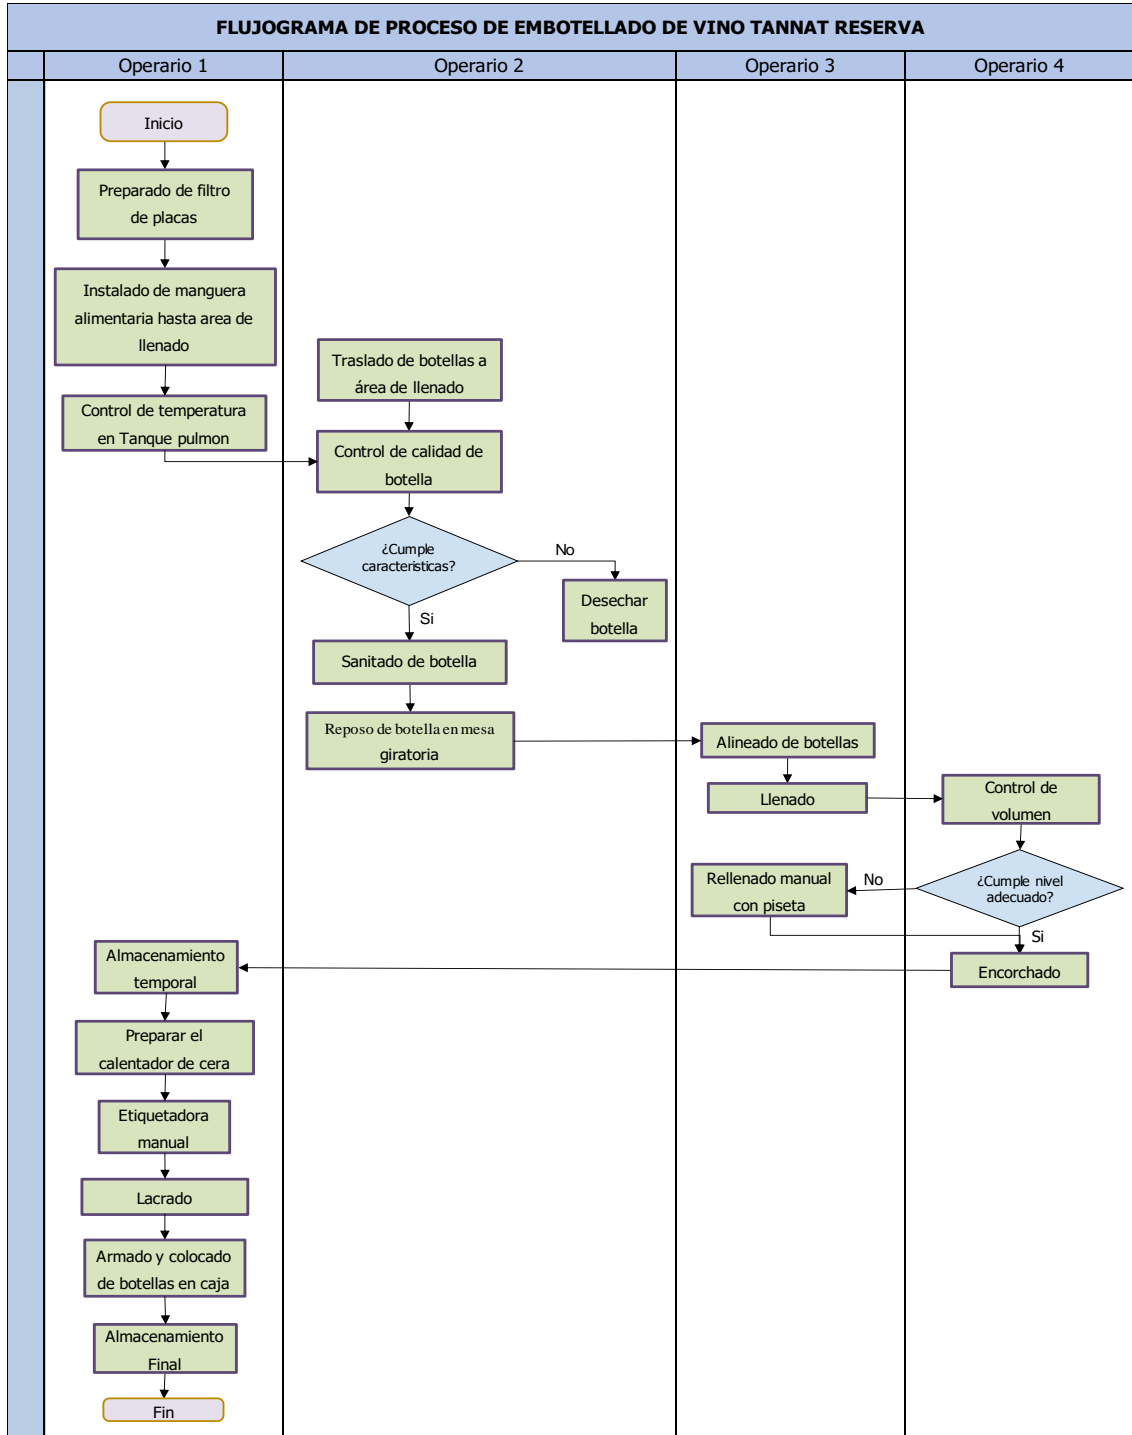 FLUJOGRAMA DE PROCESO DE EMBOTELLADO DE VINO TANNAT RESERVA
Operario 1
Operario 2
Operario 3
Operario 4
Inicio
Preparado de filtro
de placas
Instalado de manguera
alimentaria hasta area de
llenado
Control de temperatura
en Tanque pulmon
Traslado de botellas a
área de llenado
Control de calidad de
botella
¿Cumple
caracteristicas?
No
Desechar
botella
Si
Sanitado de botella
Reposo de botella en mesa
giratoria
Alineado de botellas
Llenado
Control de
volumen
¿Cumple nivel
adecuado?
No
Rellenado manual
con piseta
Si
Encorchado
Almacenamiento
temporal
Preparar el
calentador de cera
Etiquetadora
manual
Lacrado
Armado y colocado
de botellas en caja
Almacenamiento
Final
Fin